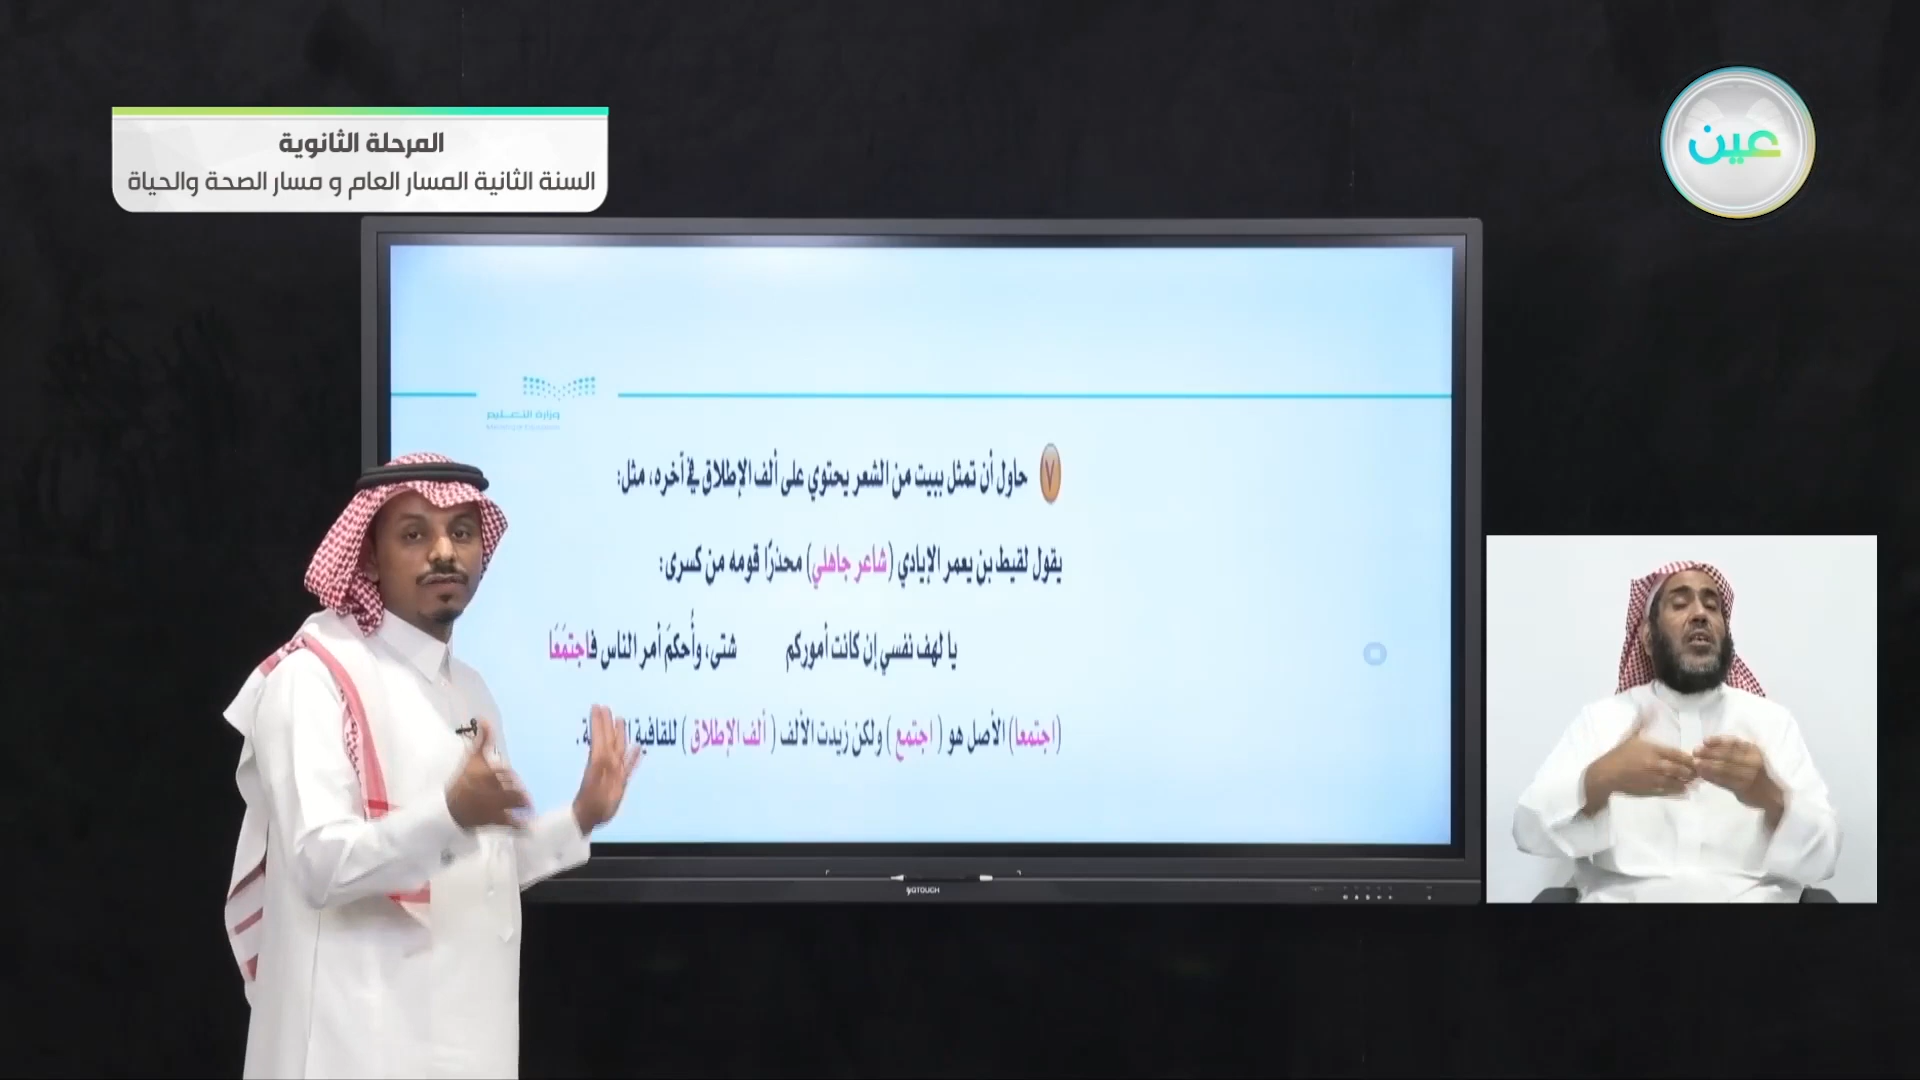 المرحلة الثانوية
السنة الثانية المسار العام و مسار الصحة والحياة
عين
وزارة التعليم
Ministry of Education
٧ حاول أن تمثل ببيت من الشعر يحتوي على ألف الإطلاق في آخره، مثل:
يقول لقيط بن يعمر الإيادي (شاعر جاهلي) محذرًا قومه من كسرى:
يا لهف نفسي إن كانت أموركم شتى، وأُحكمَ أمر الناس فاجتمَعَا
(اجتمعا) الأصل هو (اجتمع) ولكن زيدت الألف (ألف الإطلاق) للقافية